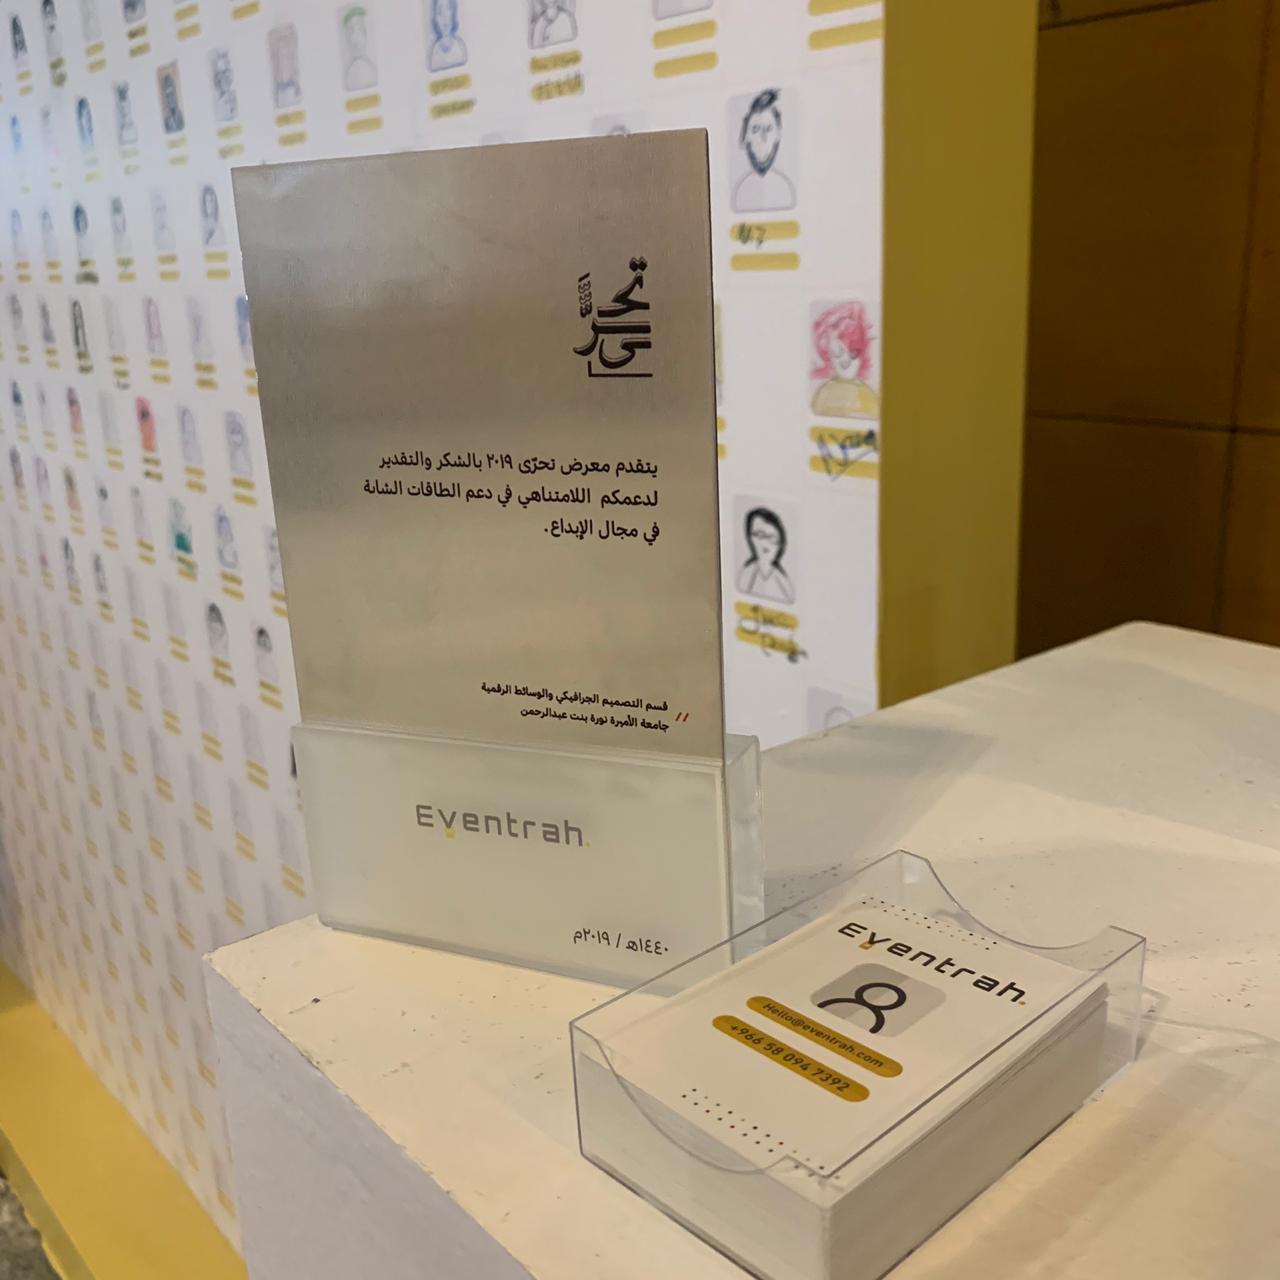 تحرّى
يتقدم معرض تحرّى ٢٠١٩ بالشكر والتقدير
لدعمكم اللامتناهي في دعم الطاقات الشابة
في مجال الإبداع.
// قسم التصميم الجرافيكي والوسائط الرقمية
جامعة الأميرة نورة بنت عبدالرحمن
Eventrah.
١٤٤٠هـ / ٢٠١٩م
Eventrah.
Hello@eventrah.com
+966 58 094 7392